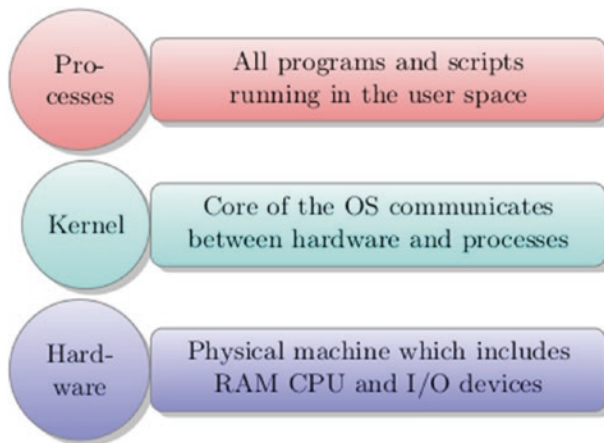 Pro-
cesses
All programs and scripts
running in the user space
Kernel
Core of the OS communicates
between hardware and processes
Hard-
ware
Physical machine which includes
RAM CPU and I/O devices